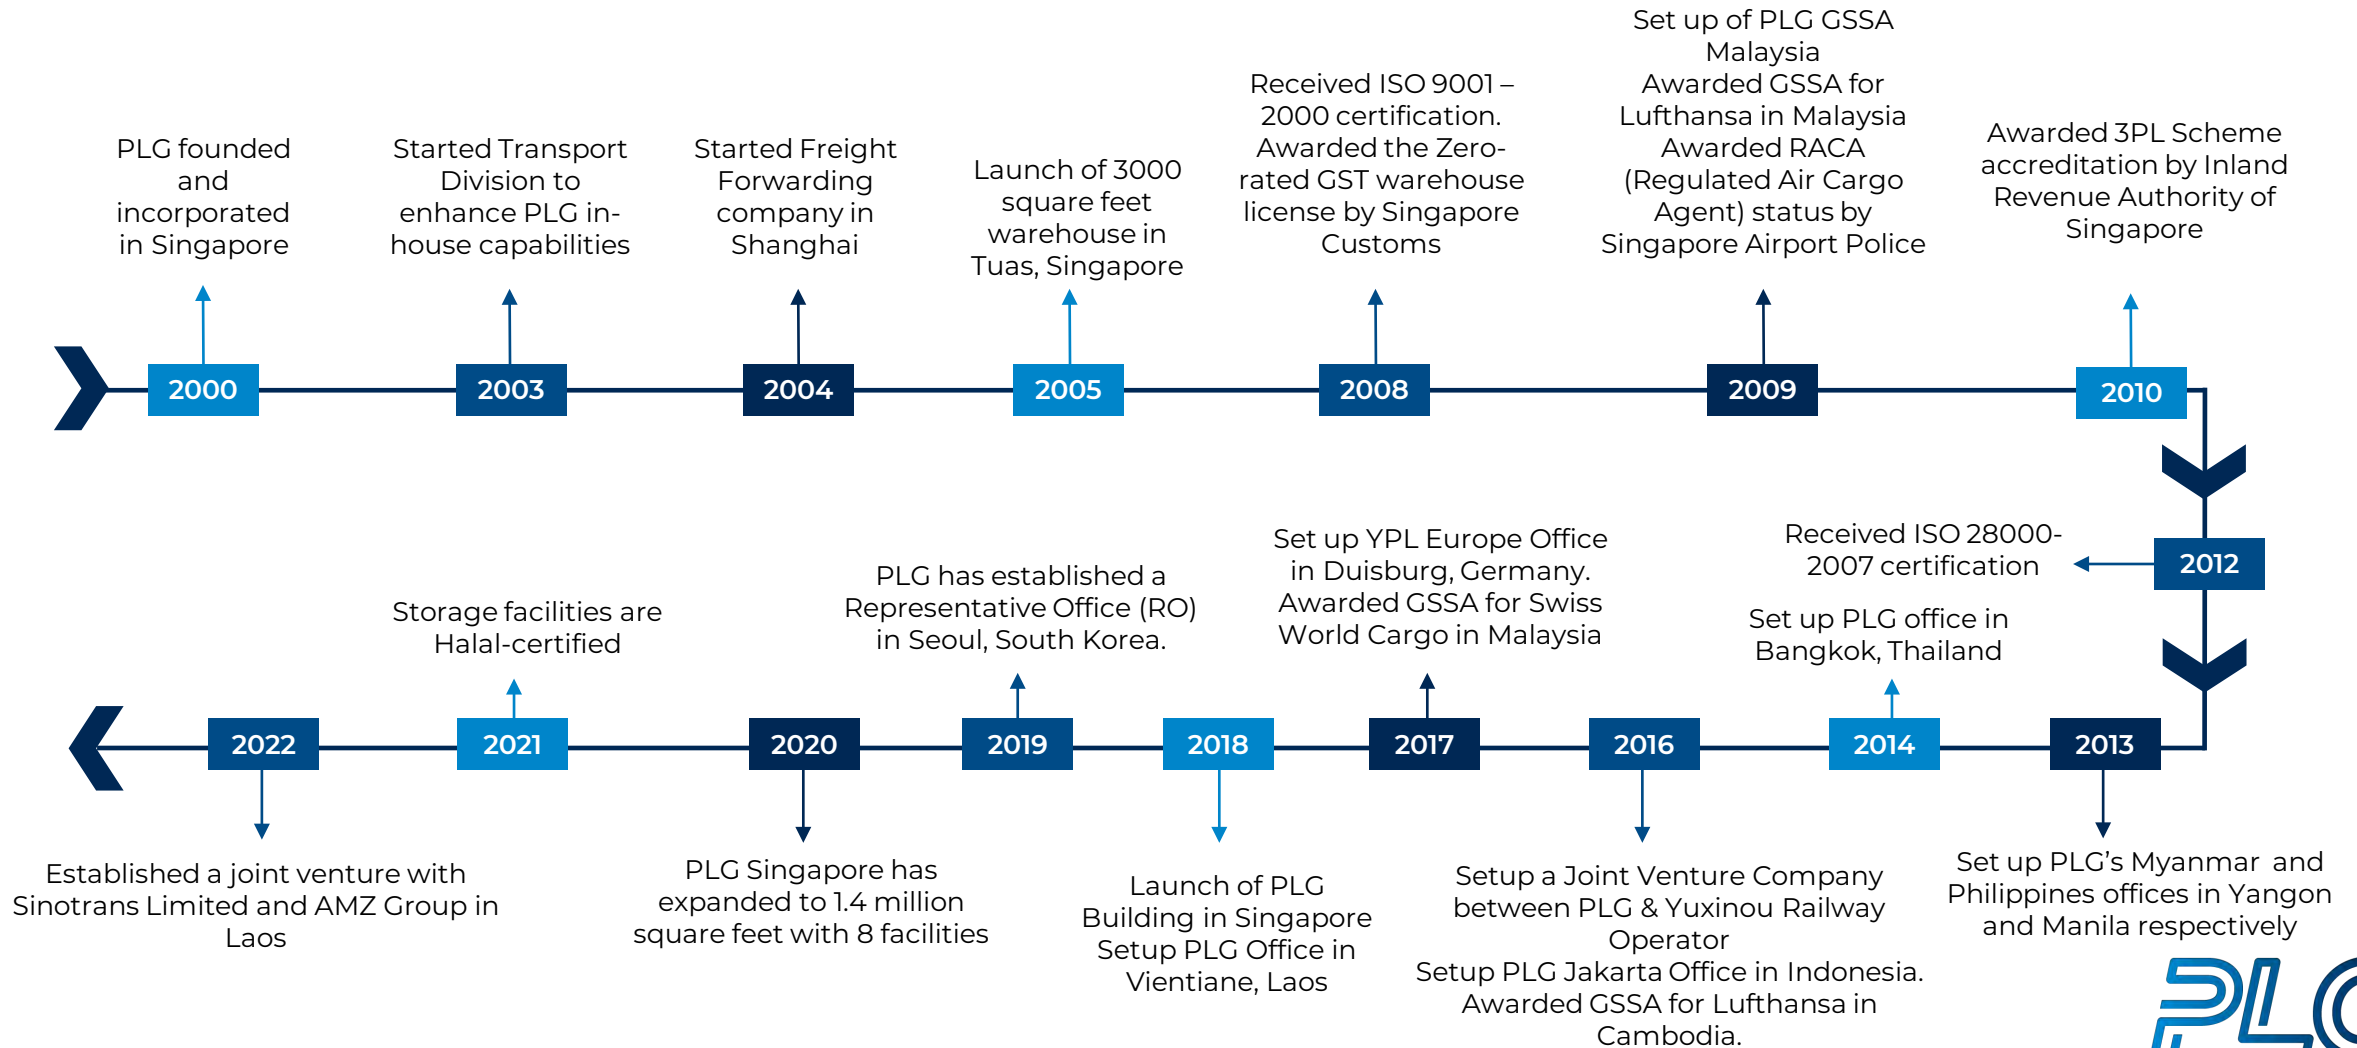 PLG founded
and
incorporated
in Singapore
Started Transport
Division to
enhance PLG in-
house capabilities
Started Freight
Forwarding
company in
Shanghai
Launch of 3000
square feet
warehouse in
Tuas, Singapore
Received ISO 9001 –
2000 certification.
Awarded the Zero-
rated GST warehouse
license by Singapore
Customs
Set up of PLG GSSA
Malaysia
Awarded GSSA for
Lufthansa in Malaysia
Awarded RACA
(Regulated Air Cargo
Agent) status by
Singapore Airport Police
Awarded 3PL Scheme
accreditation by Inland
Revenue Authority of
Singapore
2000
2003
2004
2005
2008
2009
2010
Received ISO 28000-
2007 certification
2012
Storage facilities are
Halal-certified
PLG has established a
Representative Office (RO)
in Seoul, South Korea.
Set up YPL Europe Office
in Duisburg, Germany.
Awarded GSSA for Swiss
World Cargo in Malaysia
Set up PLG office in
Bangkok, Thailand
2022
2021
2020
2019
2018
2017
2016
2014
2013
Established a joint venture with
Sinotrans Limited and AMZ Group in
Laos
PLG Singapore has
expanded to 1.4 million
square feet with 8 facilities
Launch of PLG
Building in Singapore
Setup PLG Office in
Vientiane, Laos
Setup a Joint Venture Company
between PLG & Yuxinou Railway
Operator
Setup PLG Jakarta Office in Indonesia.
Awarded GSSA for Lufthansa in
Cambodia.
Set up PLG’s Myanmar and
Philippines offices in Yangon
and Manila respectively
PLG